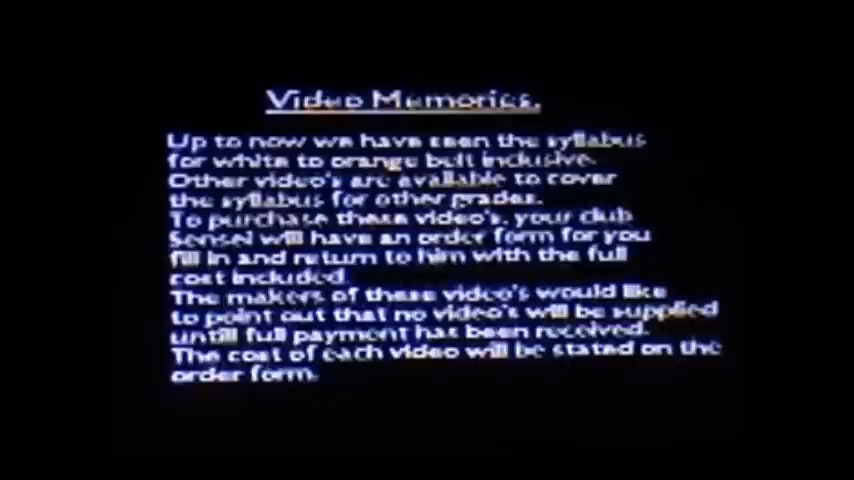 Video Memories.
Up to now we have seen the syllabus
for white to orange belt inclusive.
Other video's are available to cover
the syllabus for other grades.
To purchase these video's, your club
Sensei will have an order form for you
fill in and return to him with the full
cost included.
The makers of these video's would like
to point out that no video's will be supplied
untill full payment has been received.
The cost of each video will be stated on the
order form.